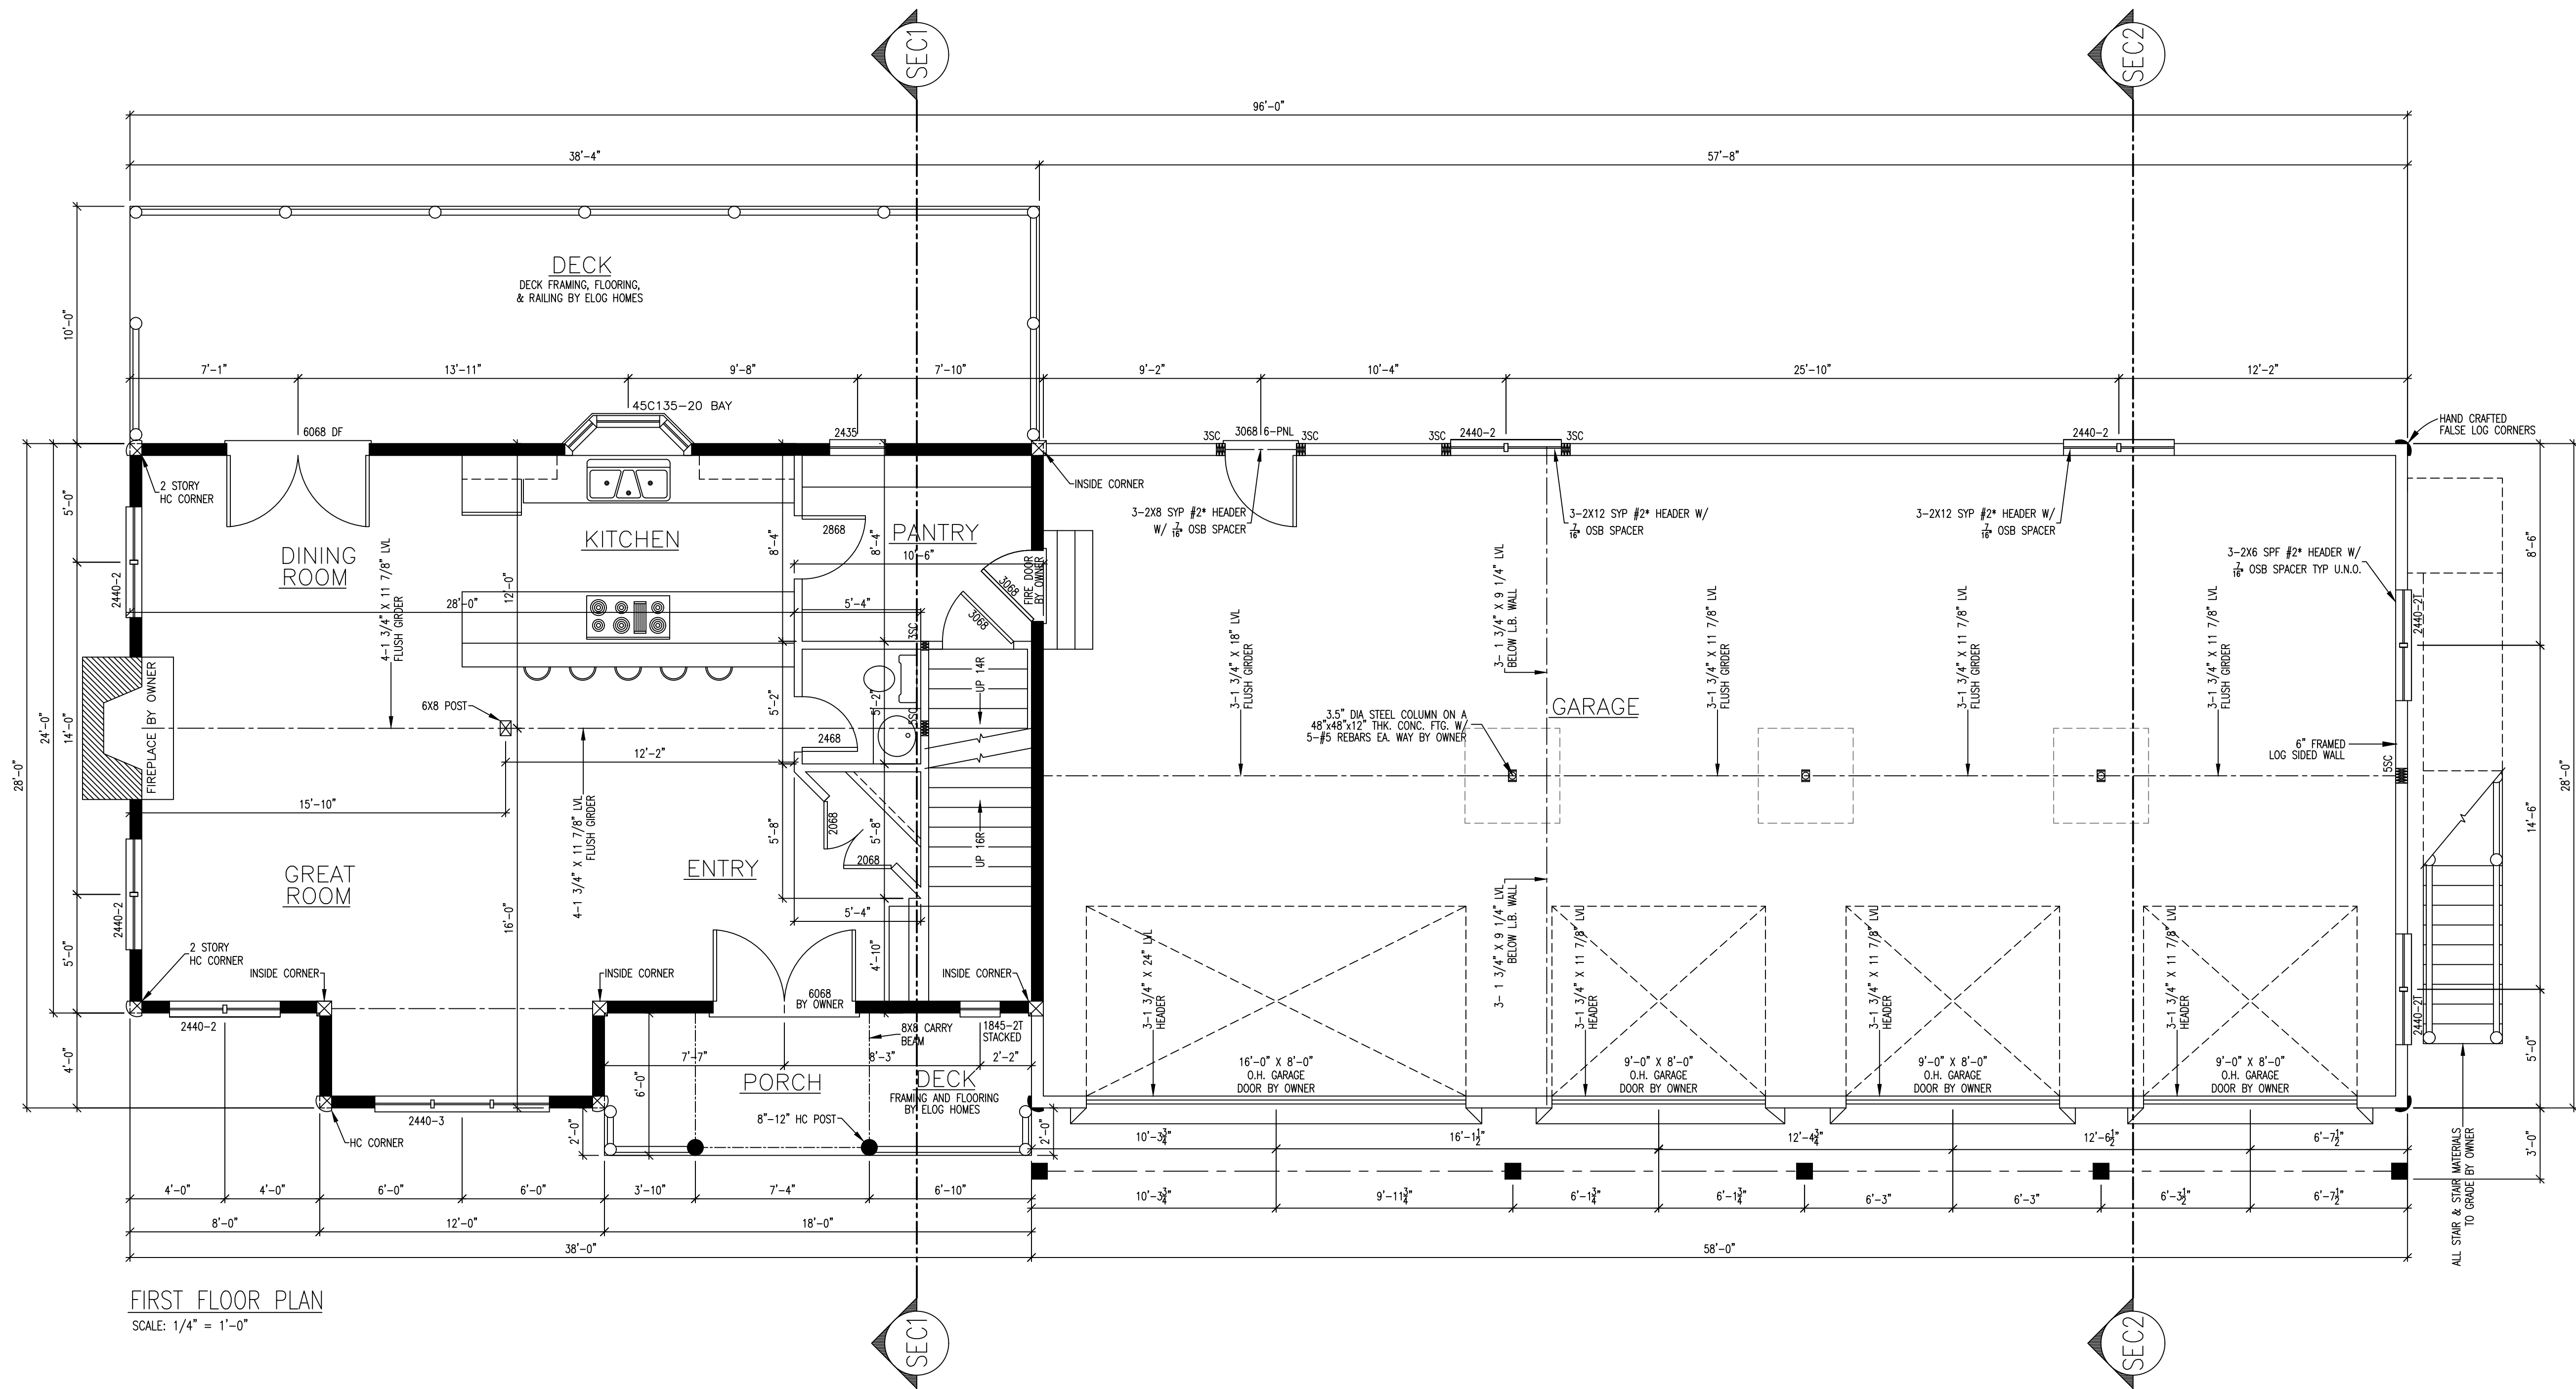 SEC1
SEC2
96'-0"
38'-4"
57'-8"
DECK
DECK FRAMING, FLOORING,
& RAILING BY ELOG HOMES
10'-0"
7'-1"
13'-11"
9'-8"
7'-10"
9'-2"
10'-4"
25'-10"
12'-2"
45C135-20 BAY
6068 DF
2435
3SC
3068 6-PNL
3SC
3SC
2440-2
3SC
2440-2
HAND CRAFTED
FALSE LOG CORNERS
2 STORY
HC CORNER
INSIDE CORNER
5'-0"
2440-2
DINING
ROOM
KITCHEN
2868
PANTRY
10'-6"
8'-4"
8'-4"
3-2X8 SYP #2* HEADER
W/ 7/16" OSB SPACER
3-2X12 SYP #2* HEADER W/
7/16" OSB SPACER
3-2X12 SYP #2* HEADER W/
7/16" OSB SPACER
3-2X6 SPF #2* HEADER W/
7/16" OSB SPACER TYP U.N.O.
8'-6"
4-1 3/4" X 11 7/8" LVL
FLUSH GIRDER
12'-0"
28'-0"
5'-4"
3068
3068
FIRE DOOR
BY OWNER
3SC
UP 14R
3-1 3/4" X 18" LVL
FLUSH GIRDER
3- 1 3/4" X 9 1/4" LVL
BELOW L.B. WALL
3-1 3/4" X 11 7/8" LVL
FLUSH GIRDER
3-1 3/4" X 11 7/8" LVL
FLUSH GIRDER
3-1 3/4" X 11 7/8" LVL
FLUSH GIRDER
2440-2T
28'-0"
24'-0"
14'-0"
FIREPLACE BY OWNER
6X8 POST
5'-2"
5'-2"
5SC
2468
12'-2"
15'-10"
GARAGE
3.5" DIA STEEL COLUMN ON A
48"x48"x12" THK. CONC. FTG. W/
5-#5 REBARS EA. WAY BY OWNER
6" FRAMED
LOG SIDED WALL
5SC
28'-0"
14'-6"
4-1 3/4" X 11 7/8" LVL
FLUSH GIRDER
5'-8"
5'-8"
2068
2068
UP 16R
GREAT
ROOM
ENTRY
5'-4"
16'-0"
4'-10"
2440-2
5'-0"
2 STORY
HC CORNER
INSIDE CORNER
INSIDE CORNER
INSIDE CORNER
6068
BY OWNER
3-1 3/4" X 24" LVL
HEADER
3- 1 3/4" X 9 1/4" LVL
BELOW L.B. WALL
3-1 3/4" X 11 7/8" LVL
HEADER
3-1 3/4" X 11 7/8" LVL
HEADER
3-1 3/4" X 11 7/8" LVL
HEADER
2440-2T
2440-2
8X8 CARRY
BEAM
1845-2T
STACKED
4'-0"
7'-7"
8'-3"
2'-2"
6'-0"
PORCH
DECK
FRAMING AND FLOORING
BY ELOG HOMES
16'-0" X 8'-0"
O.H. GARAGE
DOOR BY OWNER
9'-0" X 8'-0"
O.H. GARAGE
DOOR BY OWNER
9'-0" X 8'-0"
O.H. GARAGE
DOOR BY OWNER
9'-0" X 8'-0"
O.H. GARAGE
DOOR BY OWNER
5'-0"
2440-3
HC CORNER
8"-12" HC POST
2'-0"
2'-0"
10'-3 3/4"
16'-1 1/2"
12'-4 3/4"
12'-6 1/2"
6'-7 1/2"
3'-0"
ALL STAIR & STAIR MATERIALS
TO GRADE BY OWNER
4'-0"
4'-0"
6'-0"
6'-0"
3'-10"
7'-4"
6'-10"
10'-3 3/4"
9'-11 3/4"
6'-1 3/4"
6'-1 3/4"
6'-3"
6'-3"
6'-3 1/2"
6'-7 1/2"
8'-0"
12'-0"
18'-0"
38'-0"
58'-0"
FIRST FLOOR PLAN
SCALE: 1/4" = 1'-0"
SEC1
SEC2